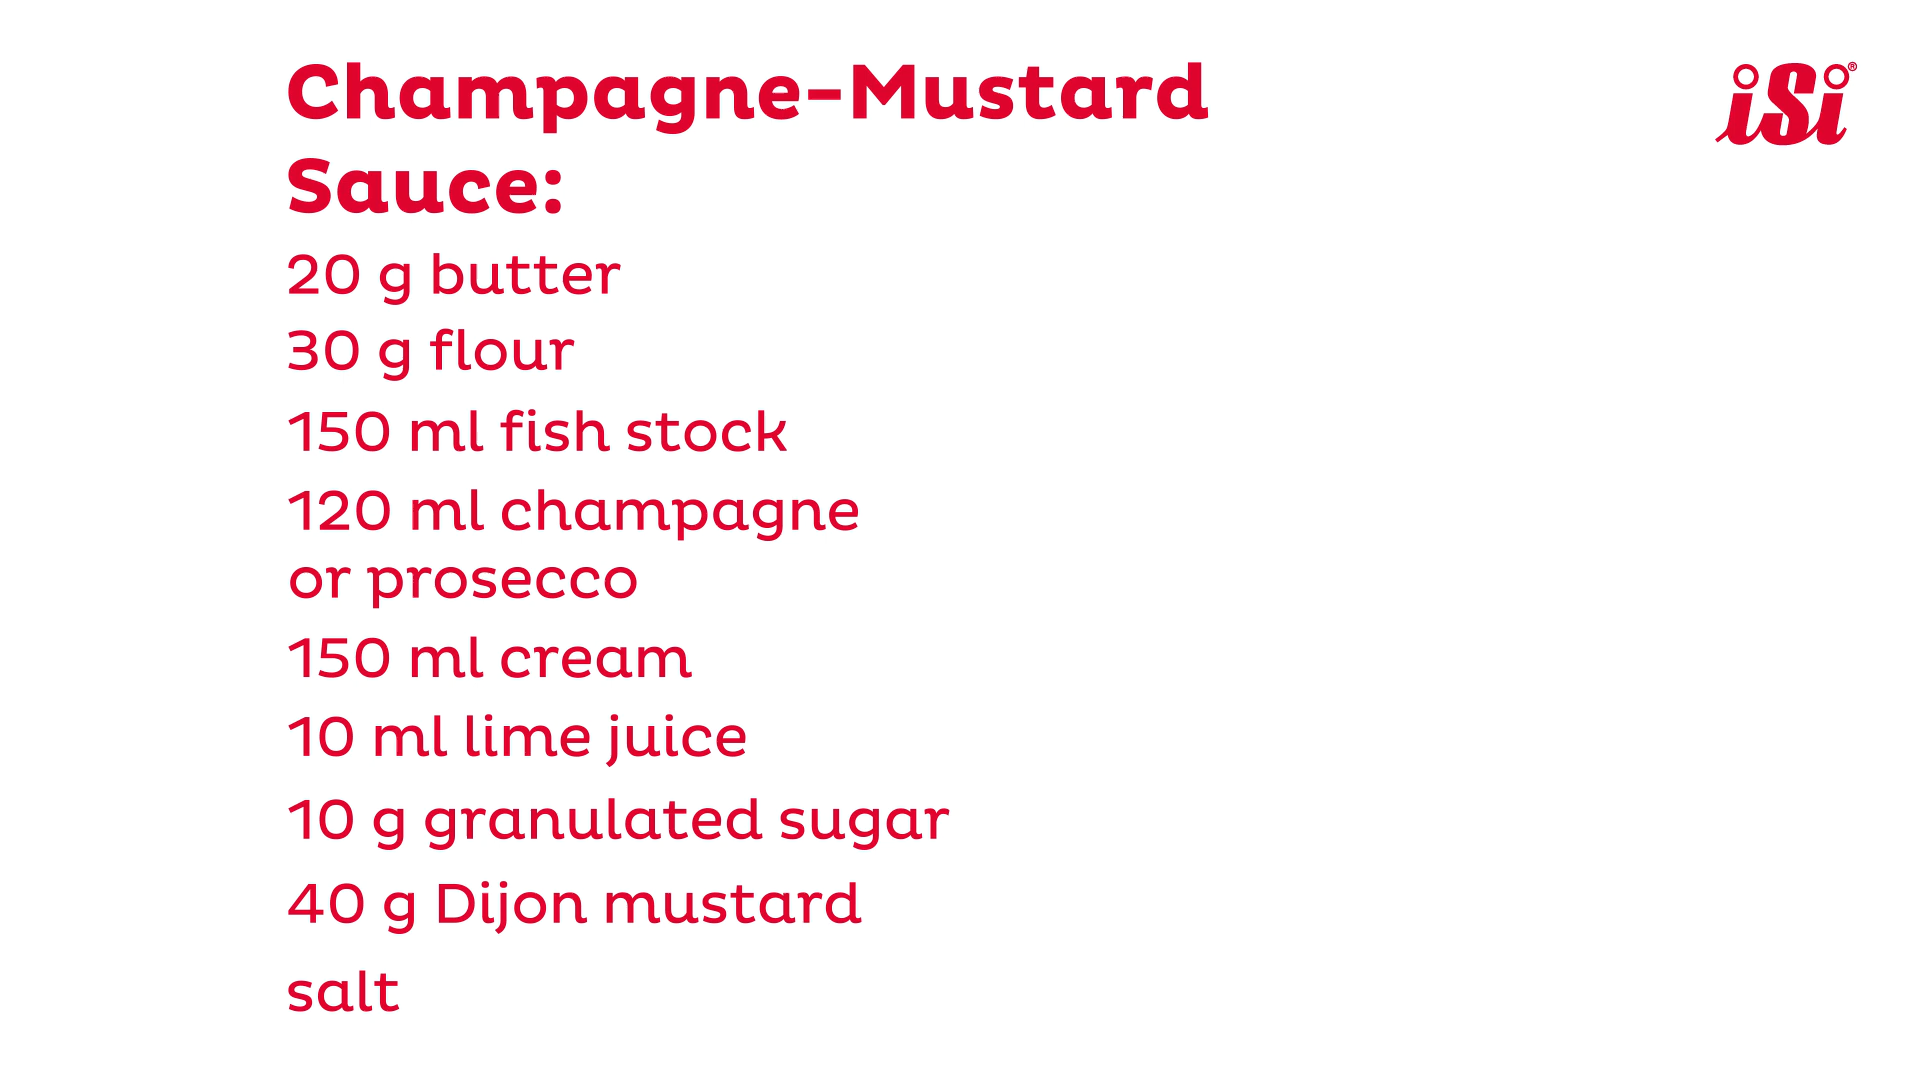 Champagne-Mustard
Sauce:
iSi®
20 g butter
30 g flour
150 ml fish stock
120 ml champagne
or prosecco
150 ml cream
10 ml lime juice
10 g granulated sugar
40 g Dijon mustard
salt